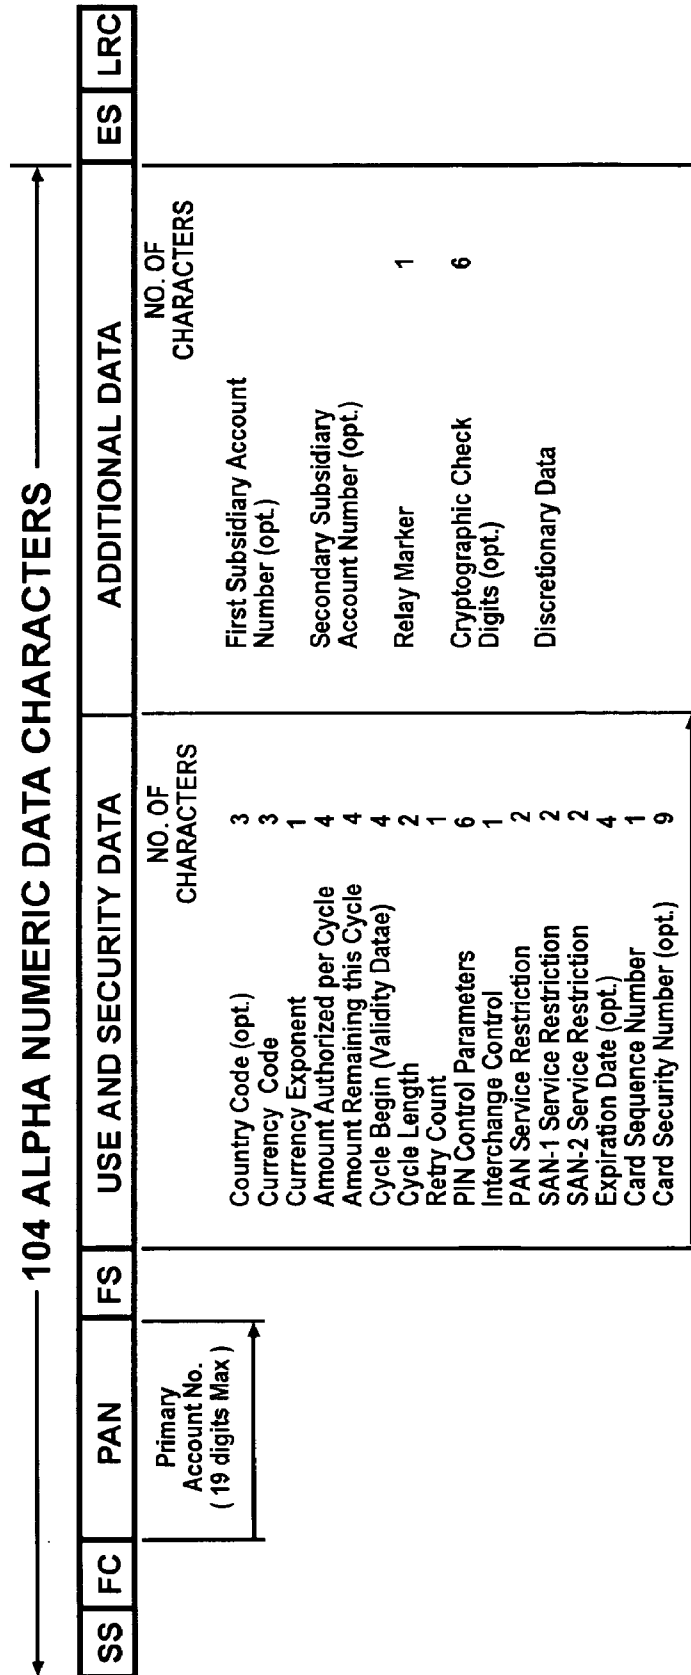 104 ALPHA NUMERIC DATA CHARACTERS
SS FC PAN FS USE AND SECURITY DATA ADDITIONAL DATA ES LRC
Primary
Account No.
( 19 digits Max )
NO. OF
CHARACTERS
Country Code (opt.) 3
Currency Code 3
Currency Exponent 1
Amount Authorized per Cycle 4
Amount Remaining this Cycle 4
Cycle Begin (Validity Datae) 4
Cycle Length 2
Retry Count 1
PIN Control Parameters 6
Interchange Control 1
PAN Service Restriction 2
SAN-1 Service Restriction 2
SAN-2 Service Restriction 2
Expiration Date (opt.) 4
Card Sequence Number 1
Card Security Number (opt.) 9
NO. OF
CHARACTERS
First Subsidiary Account
Number (opt.)
Secondary Subsidiary
Account Number (opt.)
Relay Marker 1
Cryptographic Check 6
Digits (opt.)
Discretionary Data